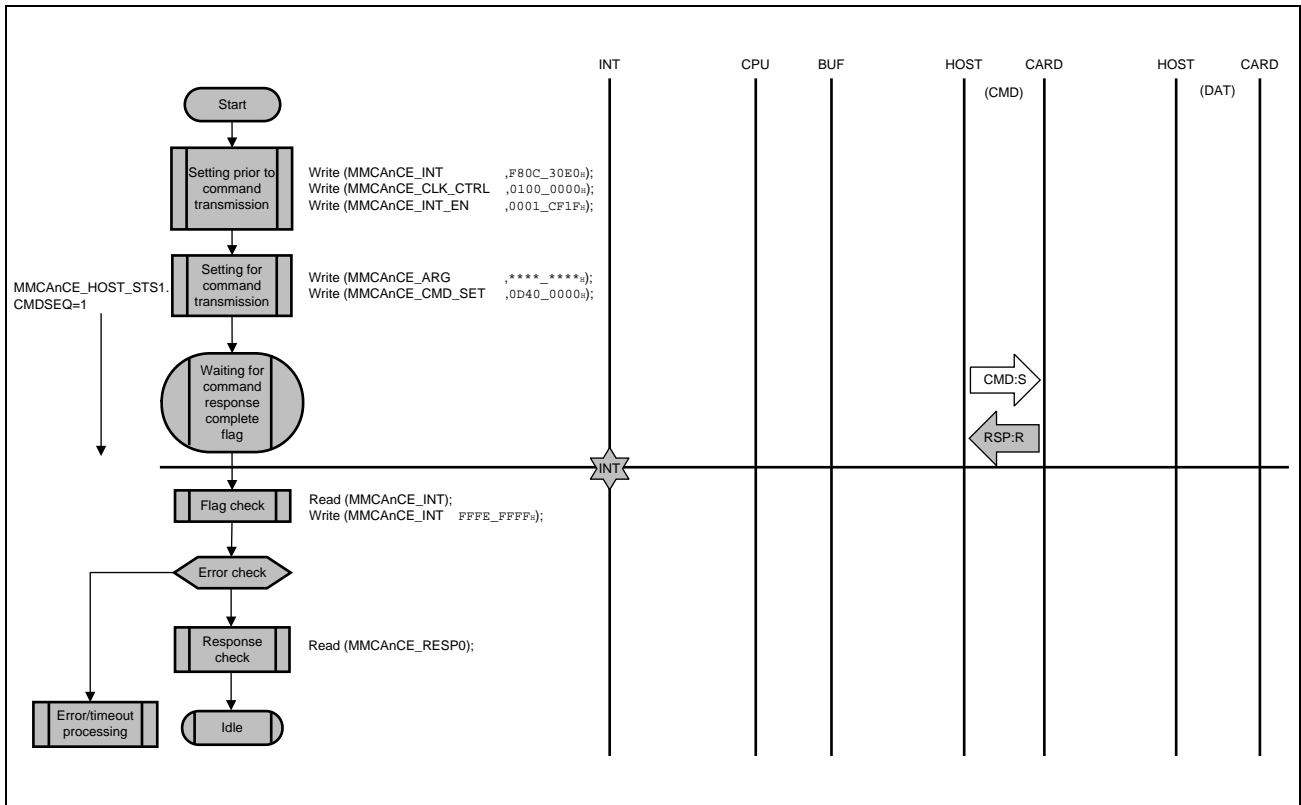 INT CPU BUF HOST CARD HOST CARD
(CMD) (DAT)
Start
Setting prior to
command
transmission
Write (MMCAnCE_INT ,F80C_30E0H);
Write (MMCAnCE_CLK_CTRL ,0100_0000H);
Write (MMCAnCE_INT_EN ,0001_CF1FH);
MMCAnCE_HOST_STS1.
CMDSEQ=1
Setting for
command
transmission
Write (MMCAnCE_ARG ,****_****H);
Write (MMCAnCE_CMD_SET ,0D40_0000H);
Waiting for
command
response
complete
flag
CMD:S
RSP:R
INT
Flag check
Read (MMCAnCE_INT);
Write (MMCAnCE_INT FFFE_FFFFH);
Error check
Response
check
Read (MMCAnCE_RESP0);
Error/timeout
processing
Idle